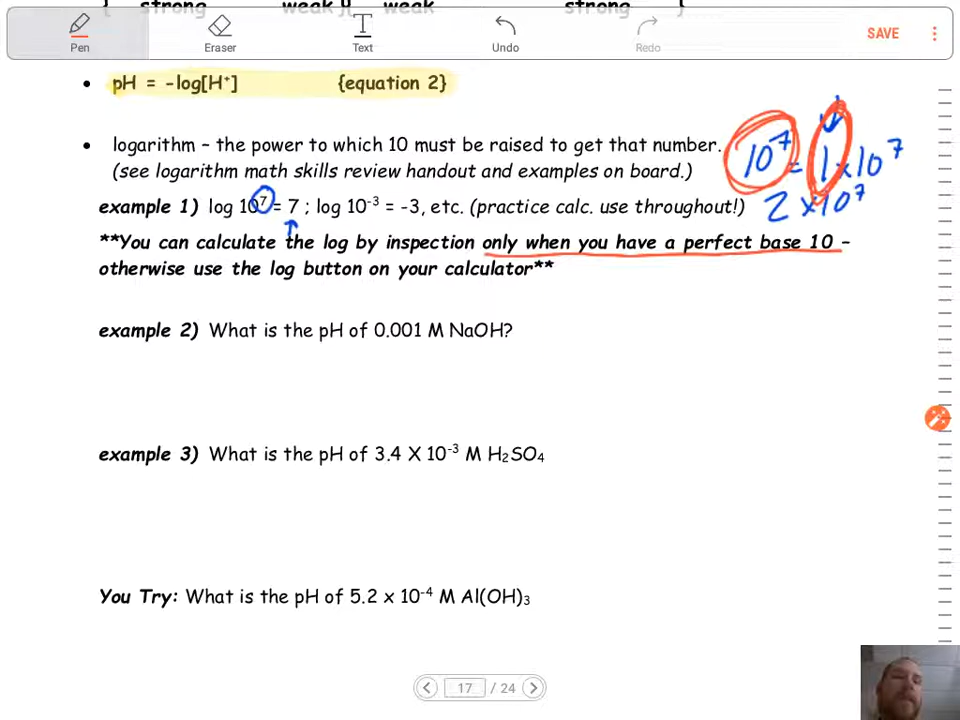 strong weak weak strong
Pen Eraser Text Undo Redo SAVE
• pH = -log[H⁺] {equation 2}
• logarithm – the power to which 10 must be raised to get that number.
(see logarithm math skills review handout and examples on board.)
10⁷ = 1 x 10⁷
2 x 10⁷
example 1) log 10⁷ = 7 ; log 10⁻³ = -3, etc. (practice calc. use throughout!)
**You can calculate the log by inspection only when you have a perfect base 10 –
otherwise use the log button on your calculator**
example 2) What is the pH of 0.001 M NaOH?
example 3) What is the pH of 3.4 X 10⁻³ M H₂SO₄
You Try: What is the pH of 5.2 x 10⁻⁴ M Al(OH)₃
17 / 24